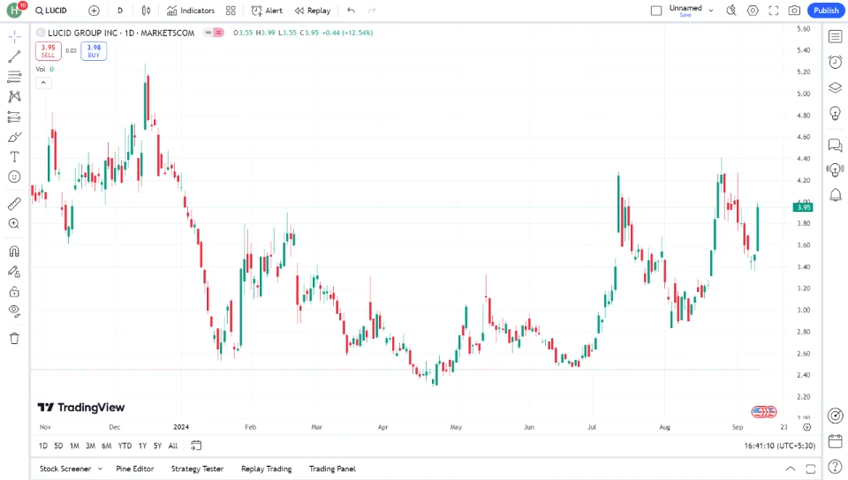 H 10 LUCID D Indicators Alert Replay Unnamed Save Publish
LUCID GROUP INC · 1D · MARKETSCOM O3.55 H3.99 L3.55 C3.95 +0.44 (+12.54%)
3.95 SELL 0.03 3.98 BUY
Vol 0
5.60
5.40
5.20
5.00
4.80
4.60
4.40
4.20
4.00
3.95
3.80
3.60
3.40
3.20
3.00
2.80
2.60
2.40
2.20
2.00
TradingView
Nov Dec 2024 Feb Mar Apr May Jun Jul Aug Sep 23
1D 5D 1M 3M 6M YTD 1Y 5Y All 16:41:10 (UTC+5:30)
Stock Screener Pine Editor Strategy Tester Replay Trading Trading Panel